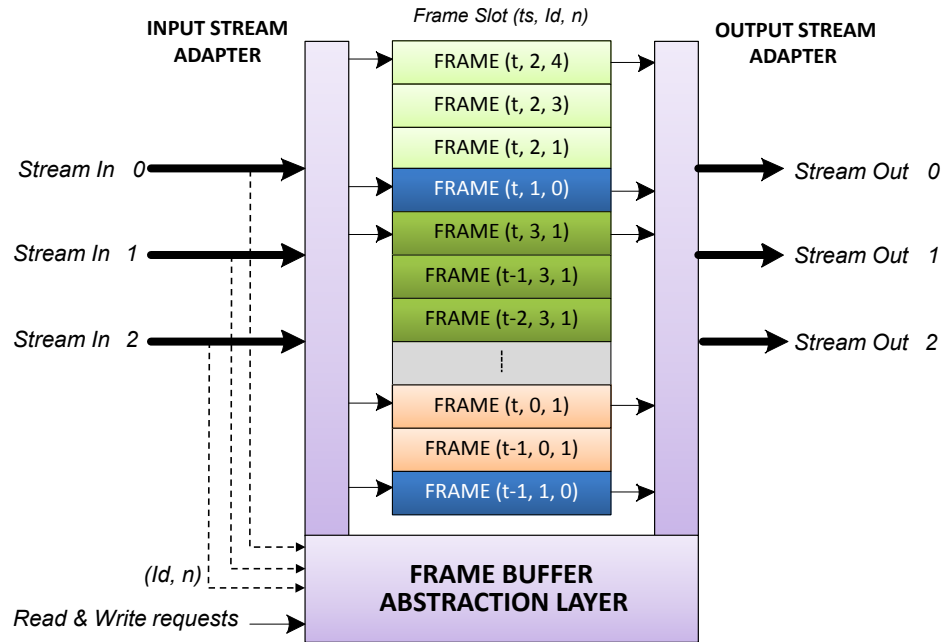 Frame Slot (ts, Id, n)
INPUT STREAM
ADAPTER
OUTPUT STREAM
ADAPTER
FRAME (t, 2, 4)
FRAME (t, 2, 3)
FRAME (t, 2, 1)
Stream In 0
FRAME (t, 1, 0)
Stream Out 0
FRAME (t, 3, 1)
Stream In 1
FRAME (t-1, 3, 1)
Stream Out 1
FRAME (t-2, 3, 1)
Stream In 2
Stream Out 2
FRAME (t, 0, 1)
FRAME (t-1, 0, 1)
FRAME (t-1, 1, 0)
(Id, n)
FRAME BUFFER
ABSTRACTION LAYER
Read & Write requests